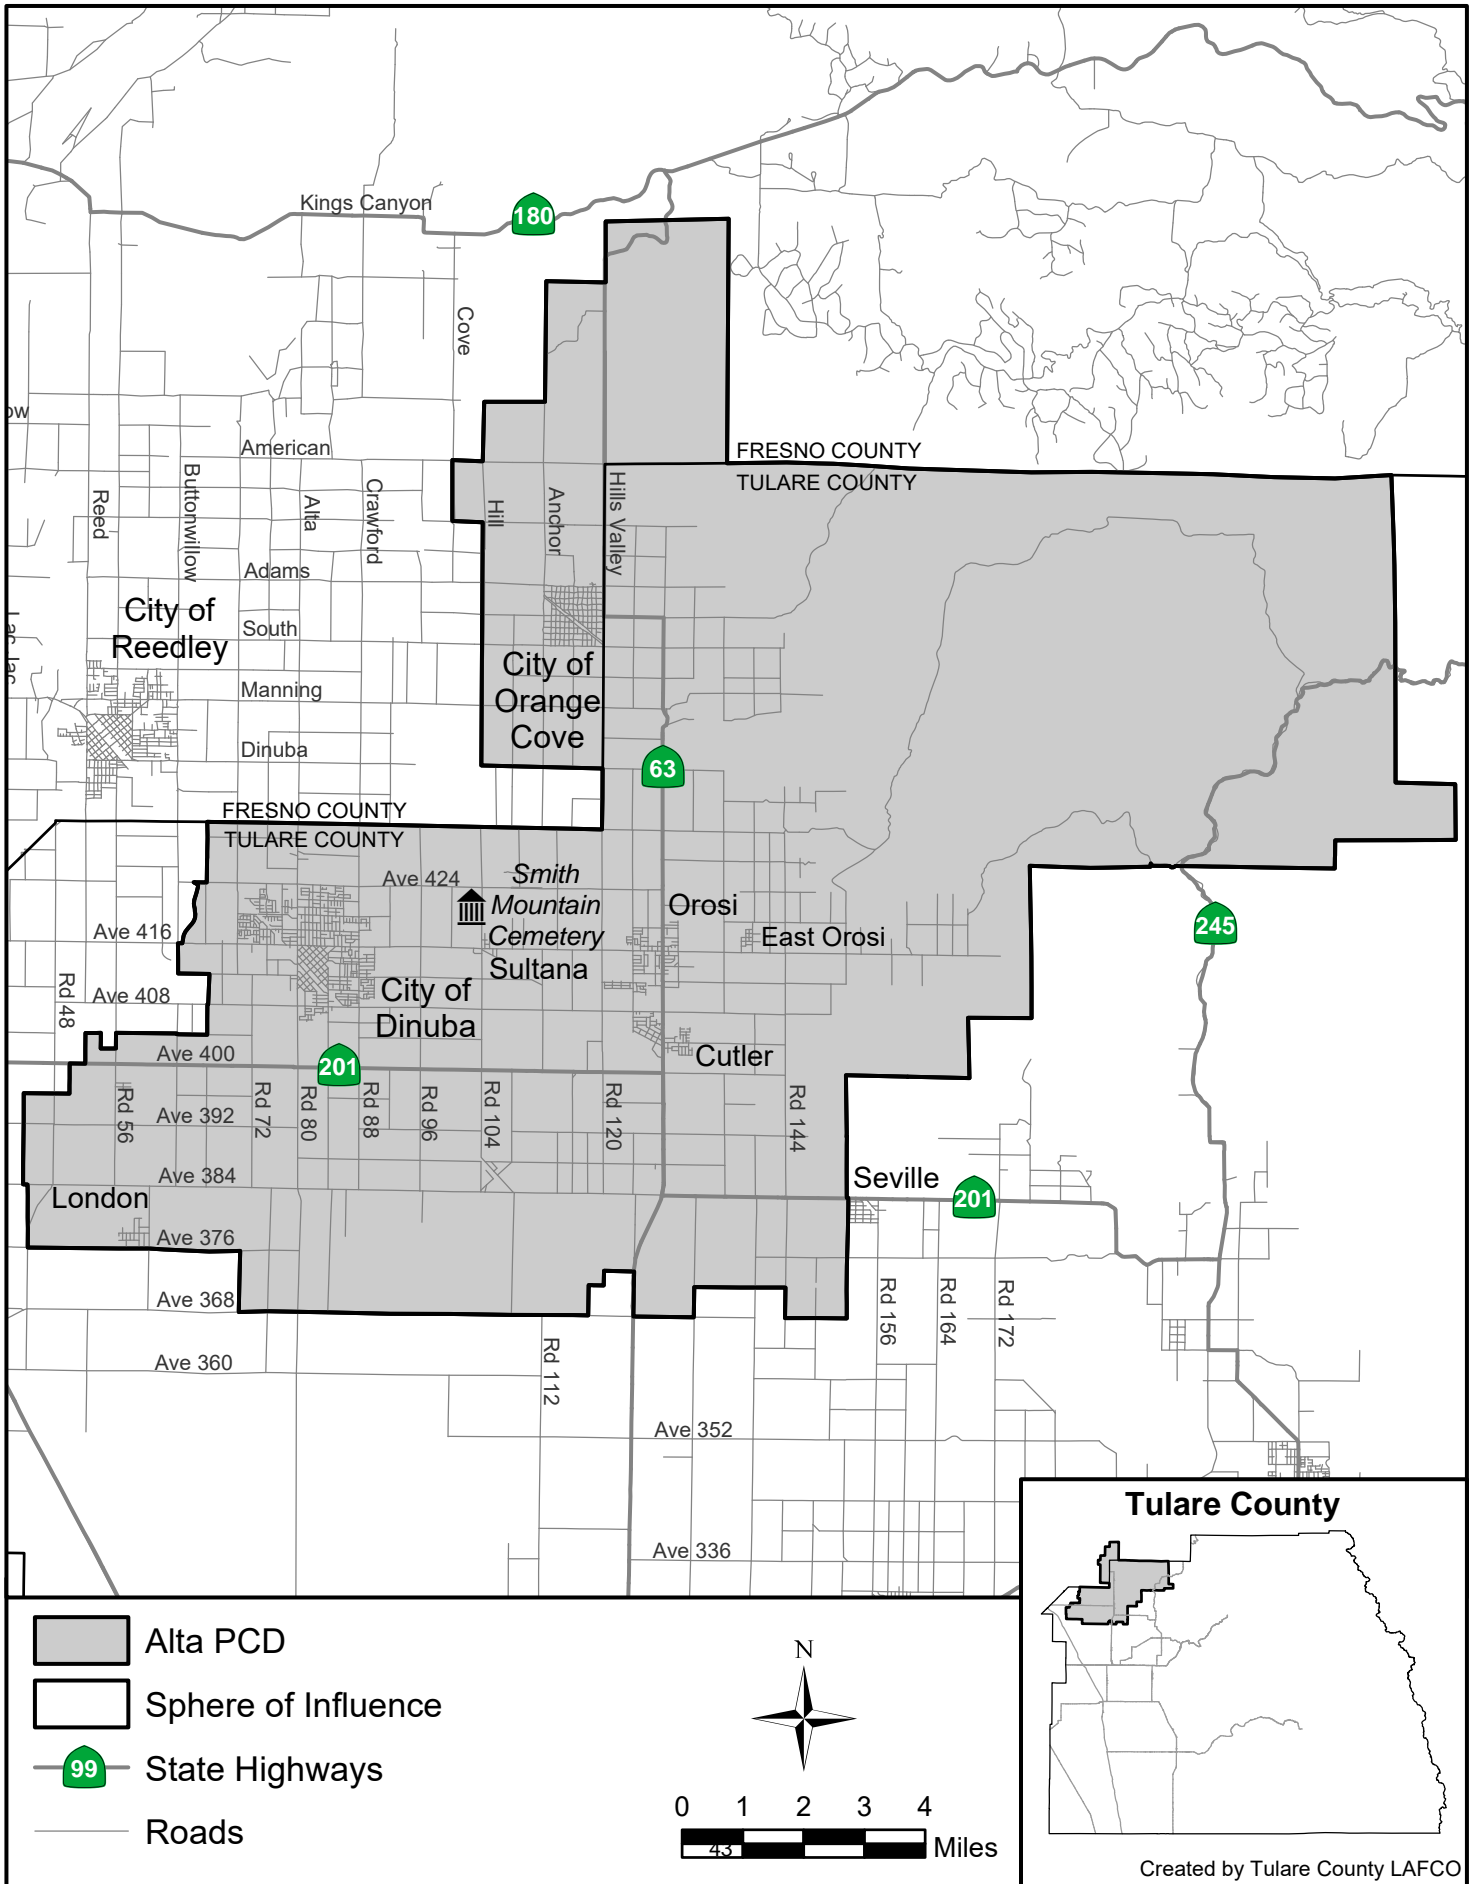 Kings Canyon
180
Cove
ow
American
FRESNO COUNTY
TULARE COUNTY
Reed
Buttonwillow
Alta
Crawford
Hill
Anchor
Hills Valley
Adams
City of
Reedley
South
City of
Orange
Cove
Manning
Dinuba
63
FRESNO COUNTY
TULARE COUNTY
Ave 424
Smith
Mountain
Cemetery
Orosi
East Orosi
245
Ave 416
Sultana
Rd 48
Ave 408
City of
Dinuba
Ave 400
201
Cutler
Rd 56
Ave 392
Rd 72
Rd 80
Rd 88
Rd 96
Rd 104
Rd 120
Rd 144
Ave 384
London
Seville
201
Ave 376
Ave 368
Rd 156
Rd 164
Rd 172
Ave 360
Rd 112
Ave 352
Ave 336
Tulare County
Alta PCD
Sphere of Influence
99
State Highways
Roads
N
0 1 2 3 4
43
Miles
Created by Tulare County LAFCO